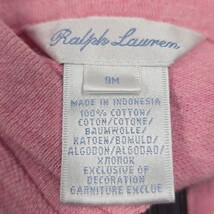 Ralph Lauren
9M
MADE IN INDONESIA
100% COTTON/
COTON/COTONE/
BAUMWOLLE/
KATOEN/BOMULD/
ALGODON/ALGODAO/
ХЛОПОК
EXCLUSIVE OF
DECORATION
GARNITURE EXCLUE